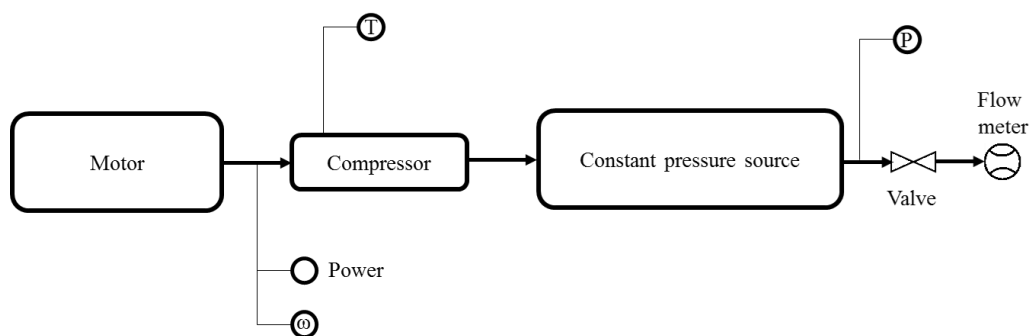 T
P
Flow
meter
Motor
Compressor
Constant pressure source
Valve
Power
ω